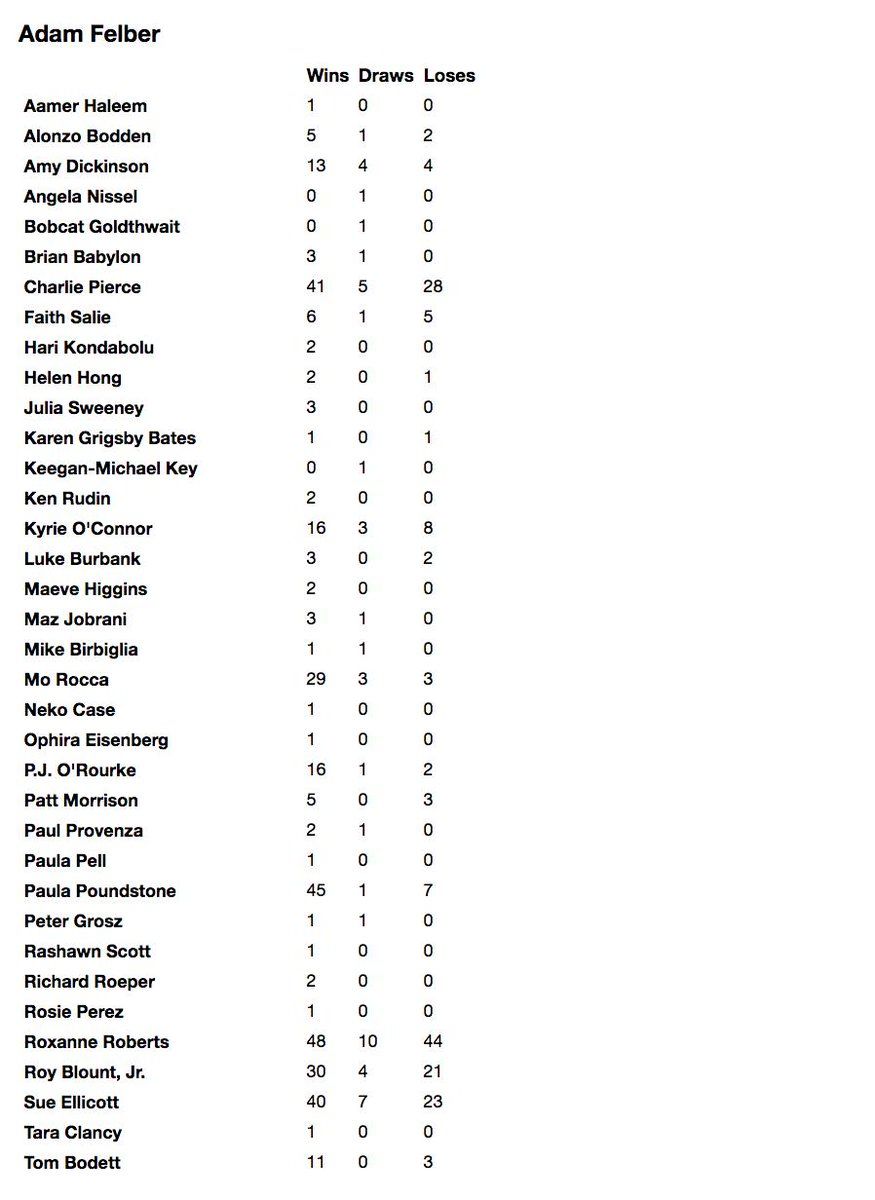 Adam Felber
Wins Draws Loses
Aamer Haleem 1 0 0
Alonzo Bodden 5 1 2
Amy Dickinson 13 4 4
Angela Nissel 0 1 0
Bobcat Goldthwait 0 1 0
Brian Babylon 3 1 0
Charlie Pierce 41 5 28
Faith Salie 6 1 5
Hari Kondabolu 2 0 0
Helen Hong 2 0 1
Julia Sweeney 3 0 0
Karen Grigsby Bates 1 0 1
Keegan-Michael Key 0 1 0
Ken Rudin 2 0 0
Kyrie O'Connor 16 3 8
Luke Burbank 3 0 2
Maeve Higgins 2 0 0
Maz Jobrani 3 1 0
Mike Birbiglia 1 1 0
Mo Rocca 29 3 3
Neko Case 1 0 0
Ophira Eisenberg 1 0 0
P.J. O'Rourke 16 1 2
Patt Morrison 5 0 3
Paul Provenza 2 1 0
Paula Pell 1 0 0
Paula Poundstone 45 1 7
Peter Grosz 1 1 0
Rashawn Scott 1 0 0
Richard Roeper 2 0 0
Rosie Perez 1 0 0
Roxanne Roberts 48 10 44
Roy Blount, Jr. 30 4 21
Sue Ellicott 40 7 23
Tara Clancy 1 0 0
Tom Bodett 11 0 3